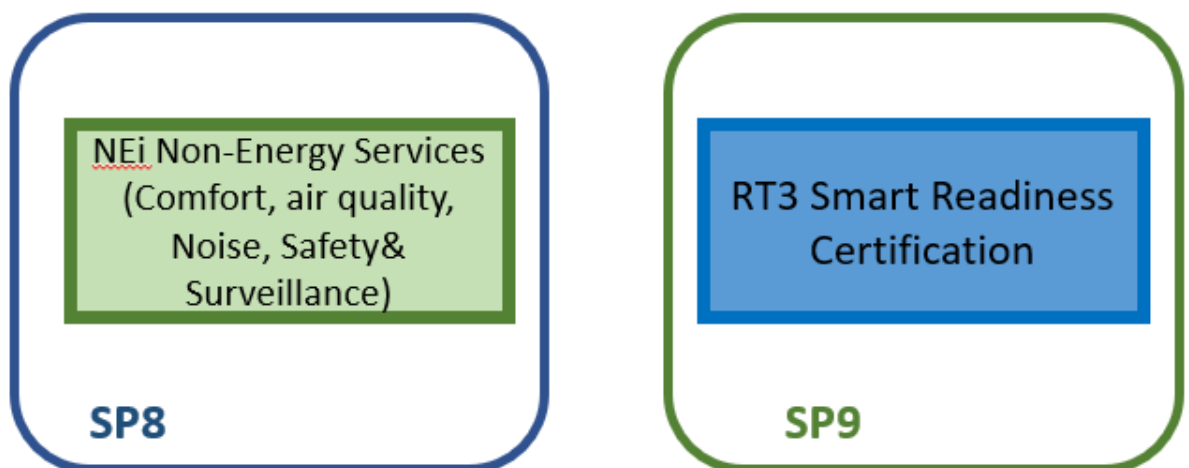 NEi Non-Energy Services
(Comfort, air quality,
Noise, Safety&
Surveillance)
SP8
RT3 Smart Readiness
Certification
SP9